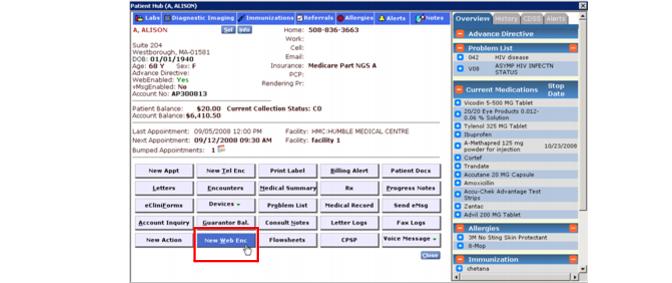 Patient Hub (A, ALISON)
Labs Diagnostic Imaging Immunizations Referrals Allergies Alerts Notes
A, ALISON Sel Info Home: 508-836-3663
Work:
Suite 204 Cell:
Westborough, MA-01581 Email:
DOB: 01/01/1940
Age: 68 Y Sex: F Insurance: Medicare Part NGS A
Advance Directive: PCP:
WebEnabled: Yes Rendering Pr:
vMsgEnabled: No
Account No: AP300813
Patient Balance: $20.00 Current Collection Status: CO
Account Balance: $6,410.50
Last Appointment: 09/05/2008 12:00 PM Facility: HMC-HUMBLE MEDICAL CENTRE
Next Appointment: 09/12/2008 09:30 AM Facility: facility 1
Bumped Appointments: 1
New Appt New Tel Enc Print Label Billing Alert Patient Docs
Letters Encounters Medical Summary Rx Progress Notes
eCliniForms Devices Problem List Medical Record Send eMsg
Account Inquiry Guarantor Bal. Consult Notes Letter Logs Fax Logs
New Action New Web Enc Flowsheets CPSP Voice Message
Close
Overview History CDSS Alerts
Advance Directive
Problem List
042 HIV disease
V08 ASYMP HIV INFECTN STATUS
Current Medications Stop Date
Vicodin 5-500 MG Tablet
20/20 Eye Products 0.012-0.06 % Solution
Tylenol 325 MG Tablet
Ibuprofen
A-Methapred 125 mg powder for injection 10/23/2008
Cortef
Trandate
Accutane 20 MG Capsule
Amoxicillin
Accu-Chek Advantage Test Strips
Zantac
Advil 200 MG Tablet
Allergies
3M No Sting Skin Protectant
8-Mop
Immunization
chetana